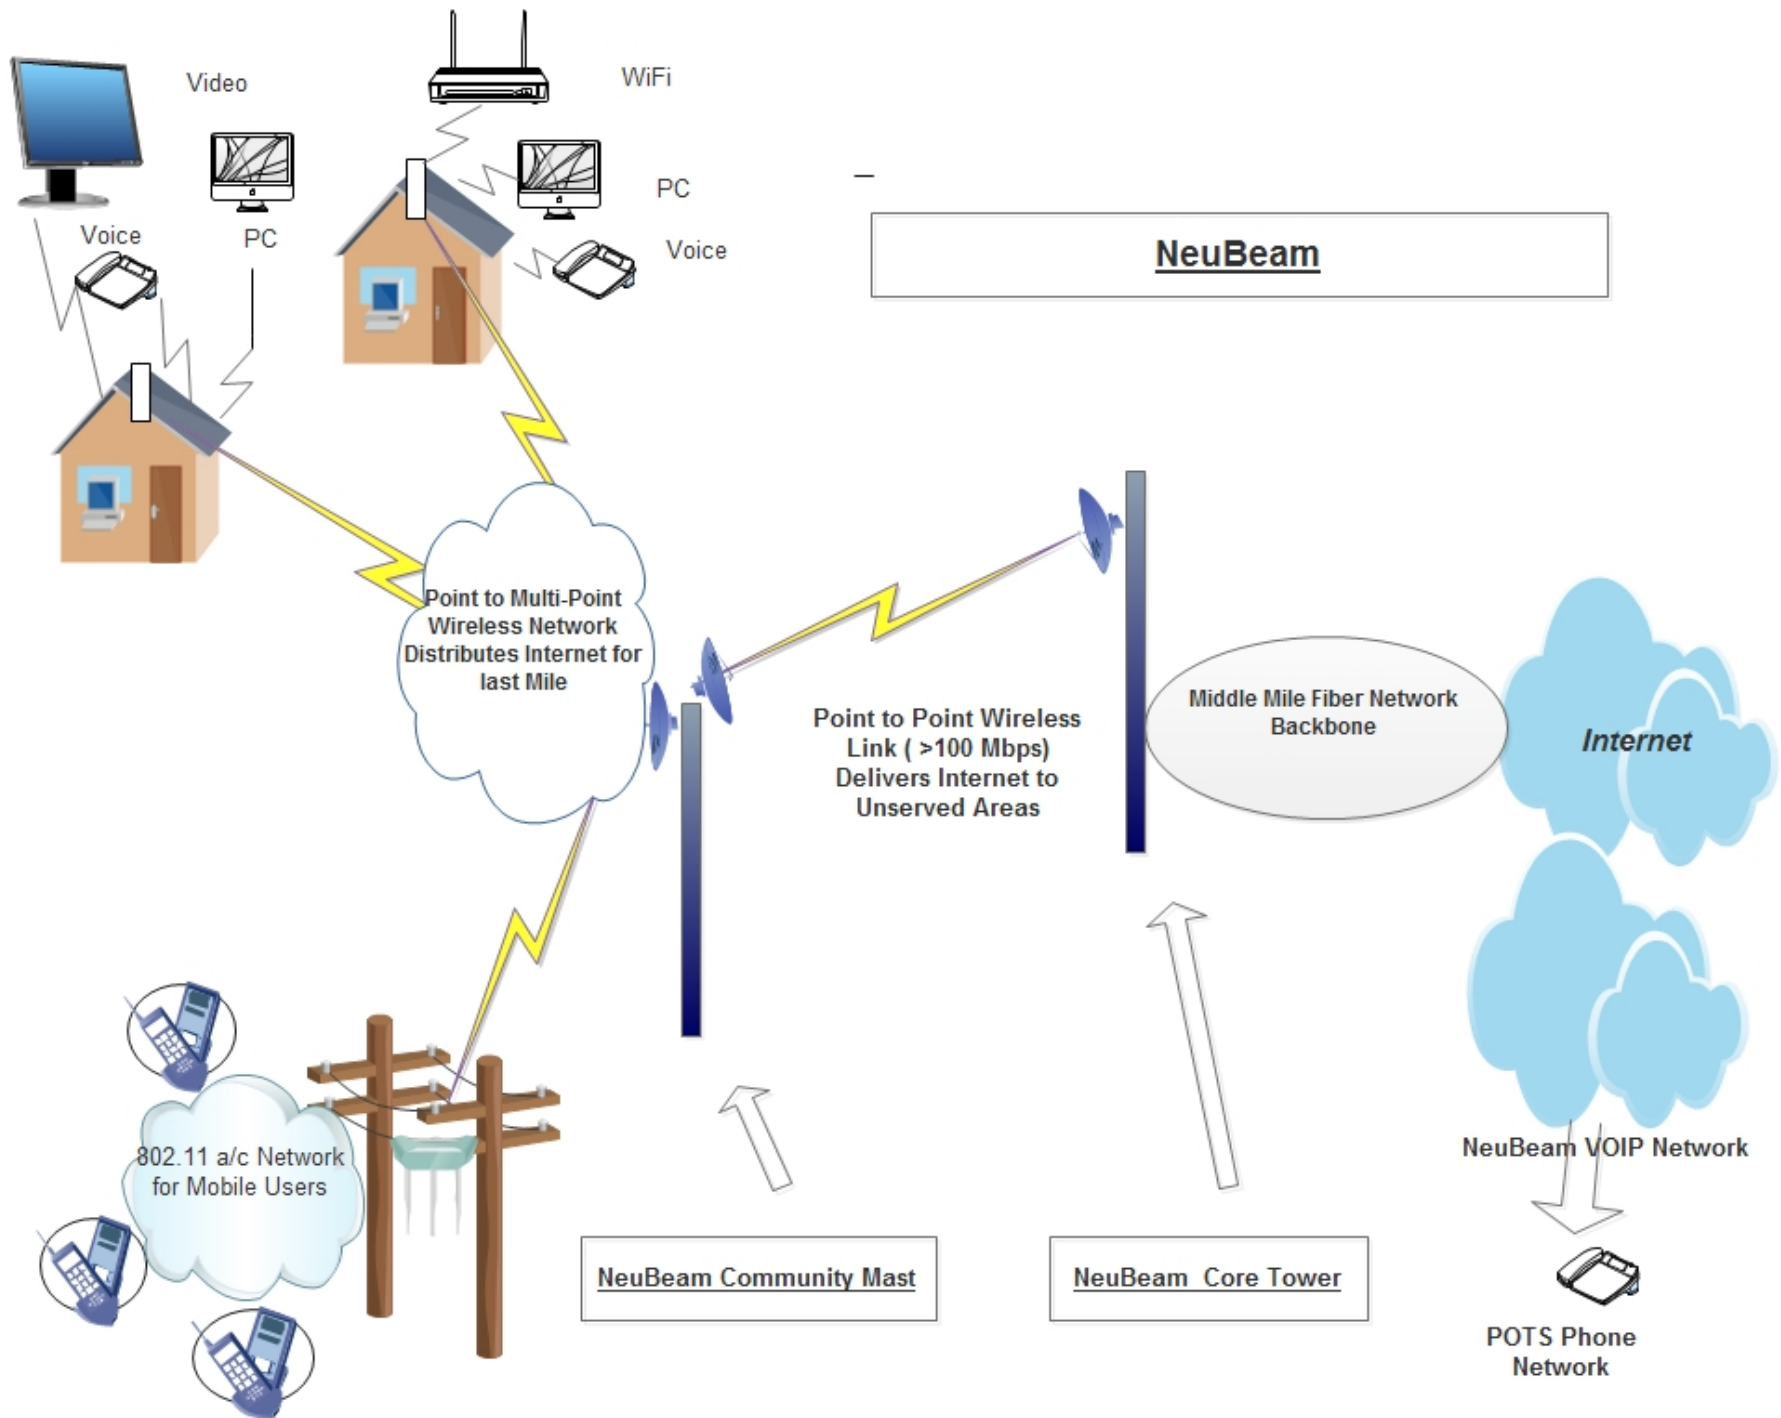 Video
WiFi
PC
Voice
PC
Voice
NeuBeam
Point to Multi-Point
Wireless Network
Distributes Internet for
last Mile
Point to Point Wireless
Link ( >100 Mbps)
Delivers Internet to
Unserved Areas
Middle Mile Fiber Network
Backbone
Internet
NeuBeam VOIP Network
802.11 a/c Network
for Mobile Users
NeuBeam Community Mast
NeuBeam  Core Tower
POTS Phone
Network